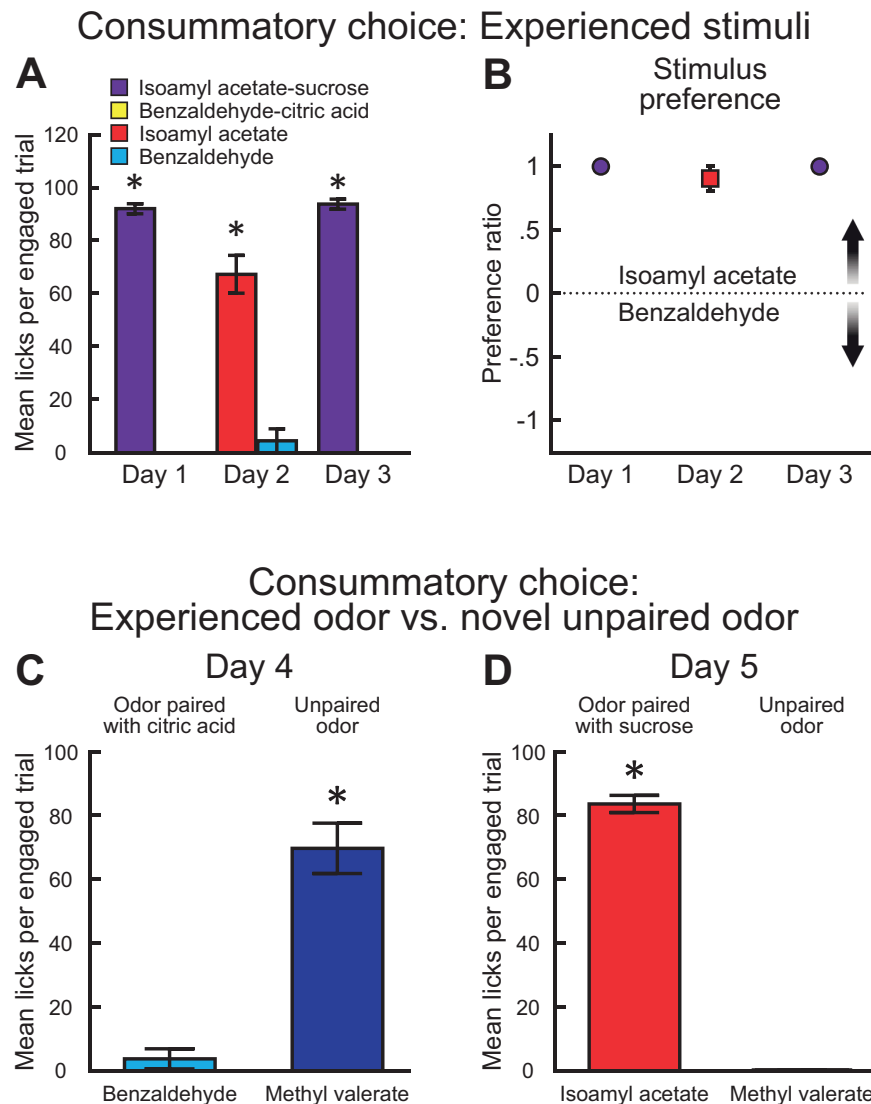 Consummatory choice: Experienced stimuli
A
Isoamyl acetate-sucrose
Benzaldehyde-citric acid
Isoamyl acetate
Benzaldehyde
Mean licks per engaged trial
120
100
80
60
40
20
0
*
*
*
Day 1
Day 2
Day 3
B
Stimulus
preference
Preference ratio
1
.5
0
-.5
-1
Isoamyl acetate
Benzaldehyde
Day 1
Day 2
Day 3
Consummatory choice:
Experienced odor vs. novel unpaired odor
C
Day 4
Odor paired
with citric acid
Unpaired
odor
Mean licks per engaged trial
100
80
60
40
20
0
*
Benzaldehyde
Methyl valerate
D
Day 5
Odor paired
with sucrose
Unpaired
odor
Mean licks per engaged trial
100
80
60
40
20
0
*
Isoamyl acetate
Methyl valerate